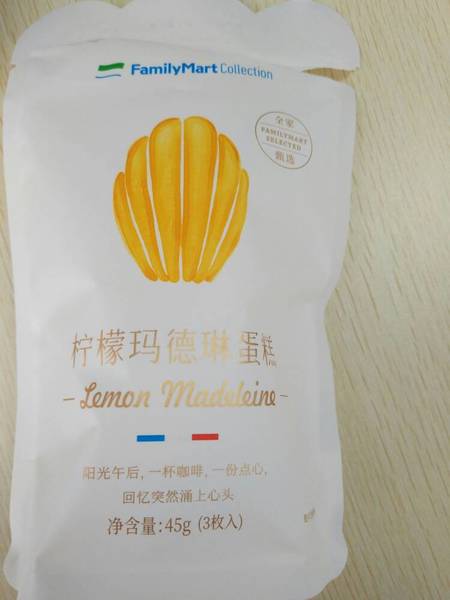 FamilyMart Collection
全家
FAMILYMART
SELECTED
甄选
柠檬玛德琳蛋糕
Lemon Madeleine
阳光午后,一杯咖啡,一份点心,
回忆突然涌上心头
净含量:45g (3枚入)